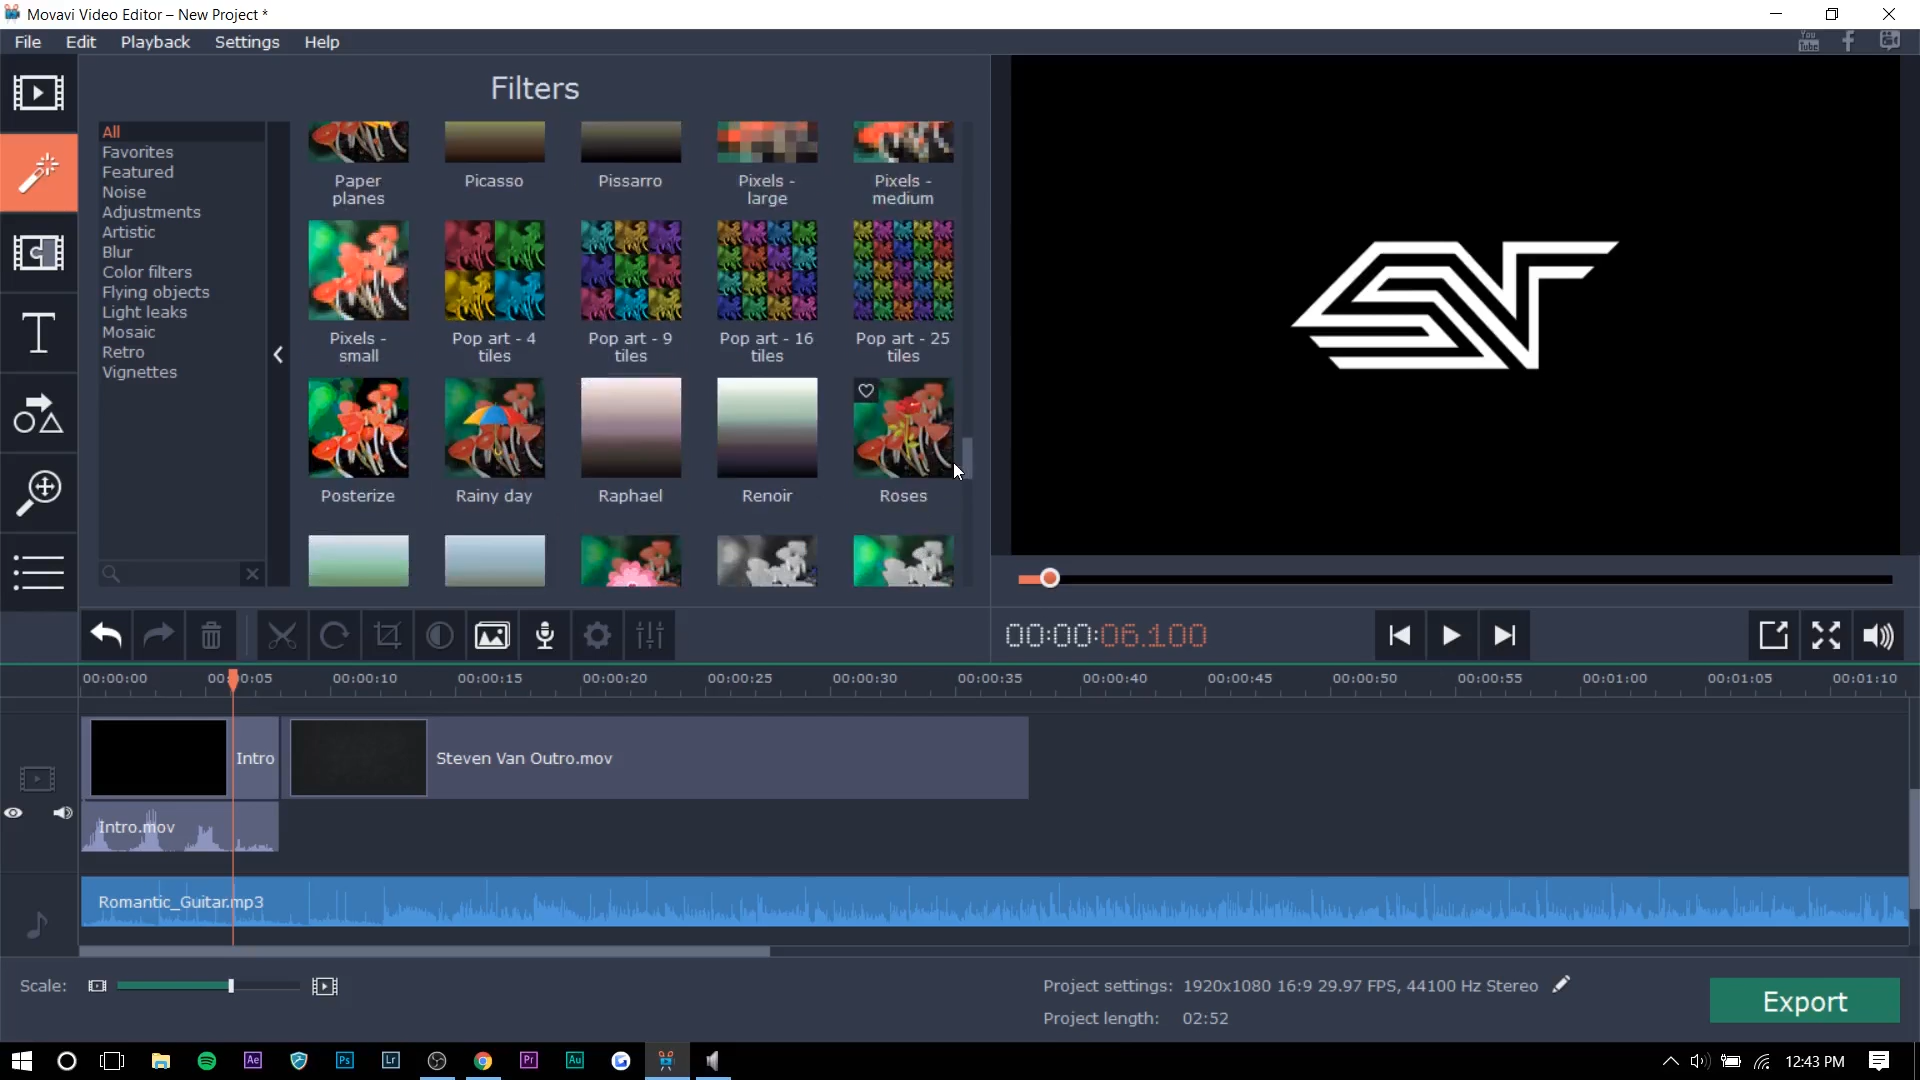 Movavi Video Editor – New Project *
File Edit Playback Settings Help
You Tube
Filters
All
Favorites
Featured
Noise
Adjustments
Artistic
Blur
Color filters
Flying objects
Light leaks
Mosaic
Retro
Vignettes
Paper planes
Picasso
Pissarro
Pixels - large
Pixels - medium
Pixels - small
Pop art - 4 tiles
Pop art - 9 tiles
Pop art - 16 tiles
Pop art - 25 tiles
Posterize
Rainy day
Raphael
Renoir
Roses
00:00:06.100
00:00:00 00:00:05 00:00:10 00:00:15 00:00:20 00:00:25 00:00:30 00:00:35 00:00:40 00:00:45 00:00:50 00:00:55 00:01:00 00:01:05 00:01:10
Intro
Steven Van Outro.mov
Intro.mov
Romantic_Guitar.mp3
Scale:
Project settings: 1920x1080 16:9 29.97 FPS, 44100 Hz Stereo
Project length: 02:52
Export
Ae Ps Lr Pr Au
12:43 PM